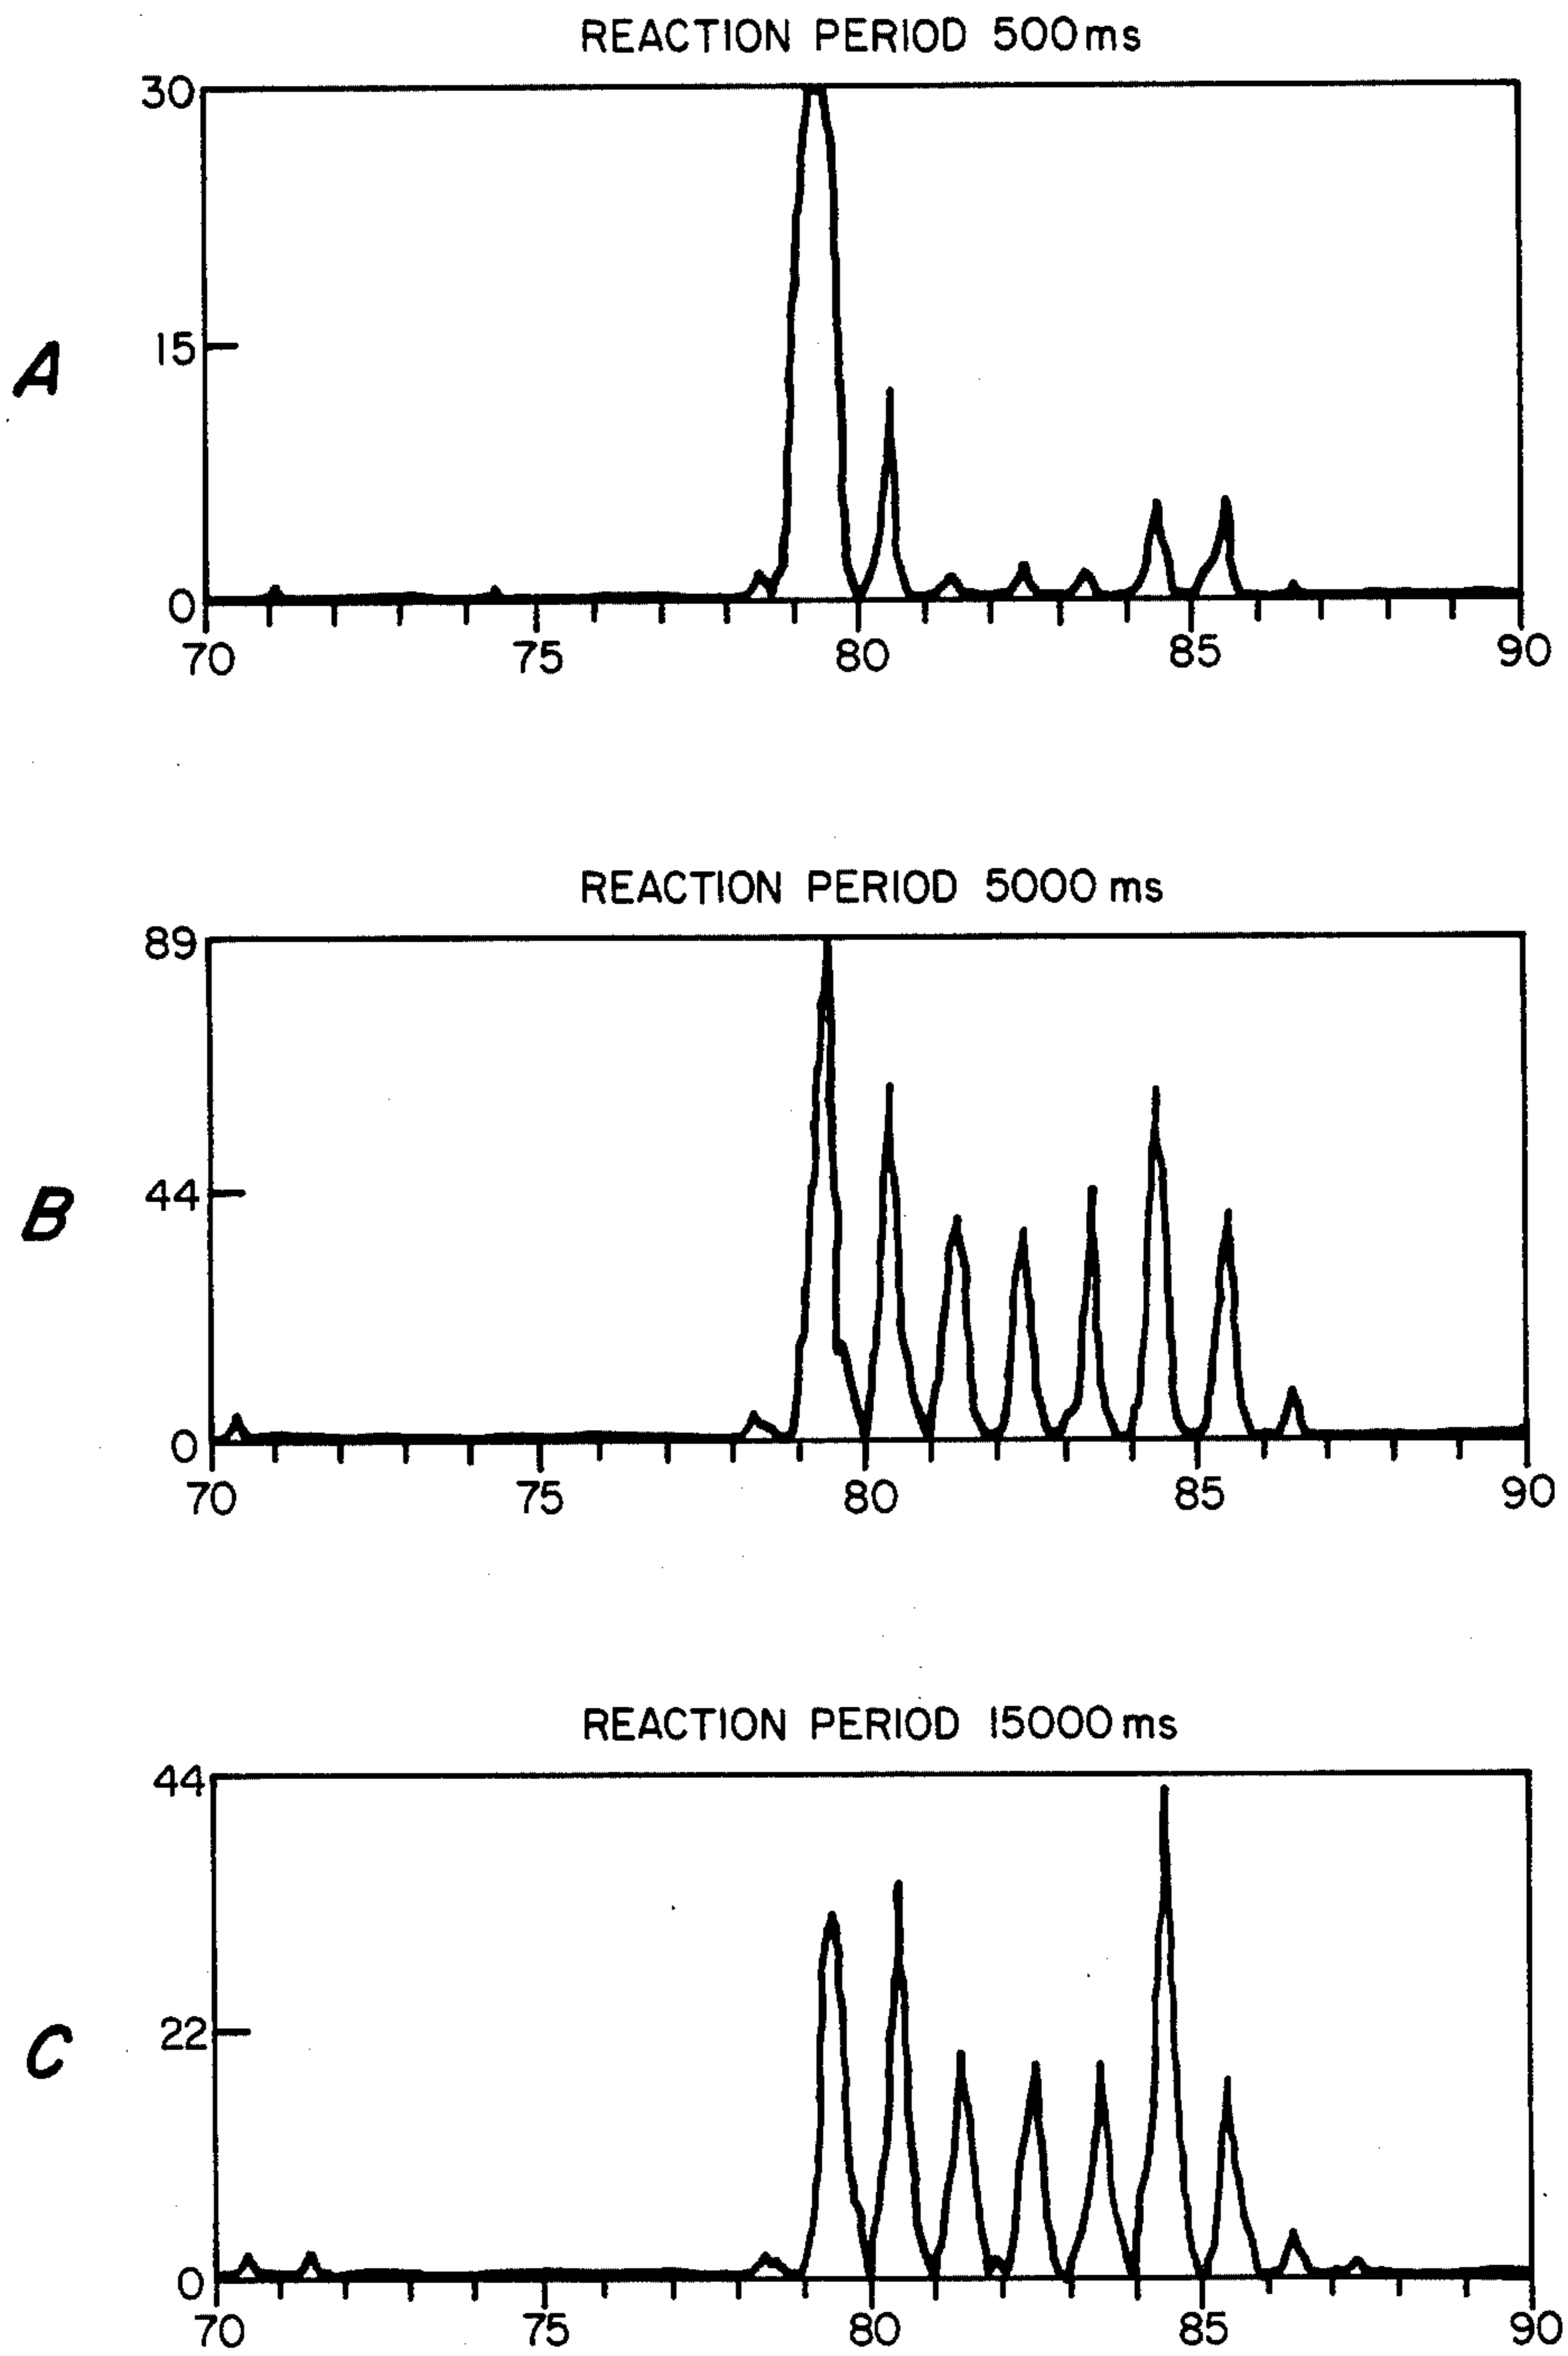 REACTION PERIOD 500ms
30
15
A
0
70 75 80 85 90
REACTION PERIOD 5000 ms
89
44
B
0
70 75 80 85 90
REACTION PERIOD 15000 ms
44
22
C
0
70 75 80 85 90